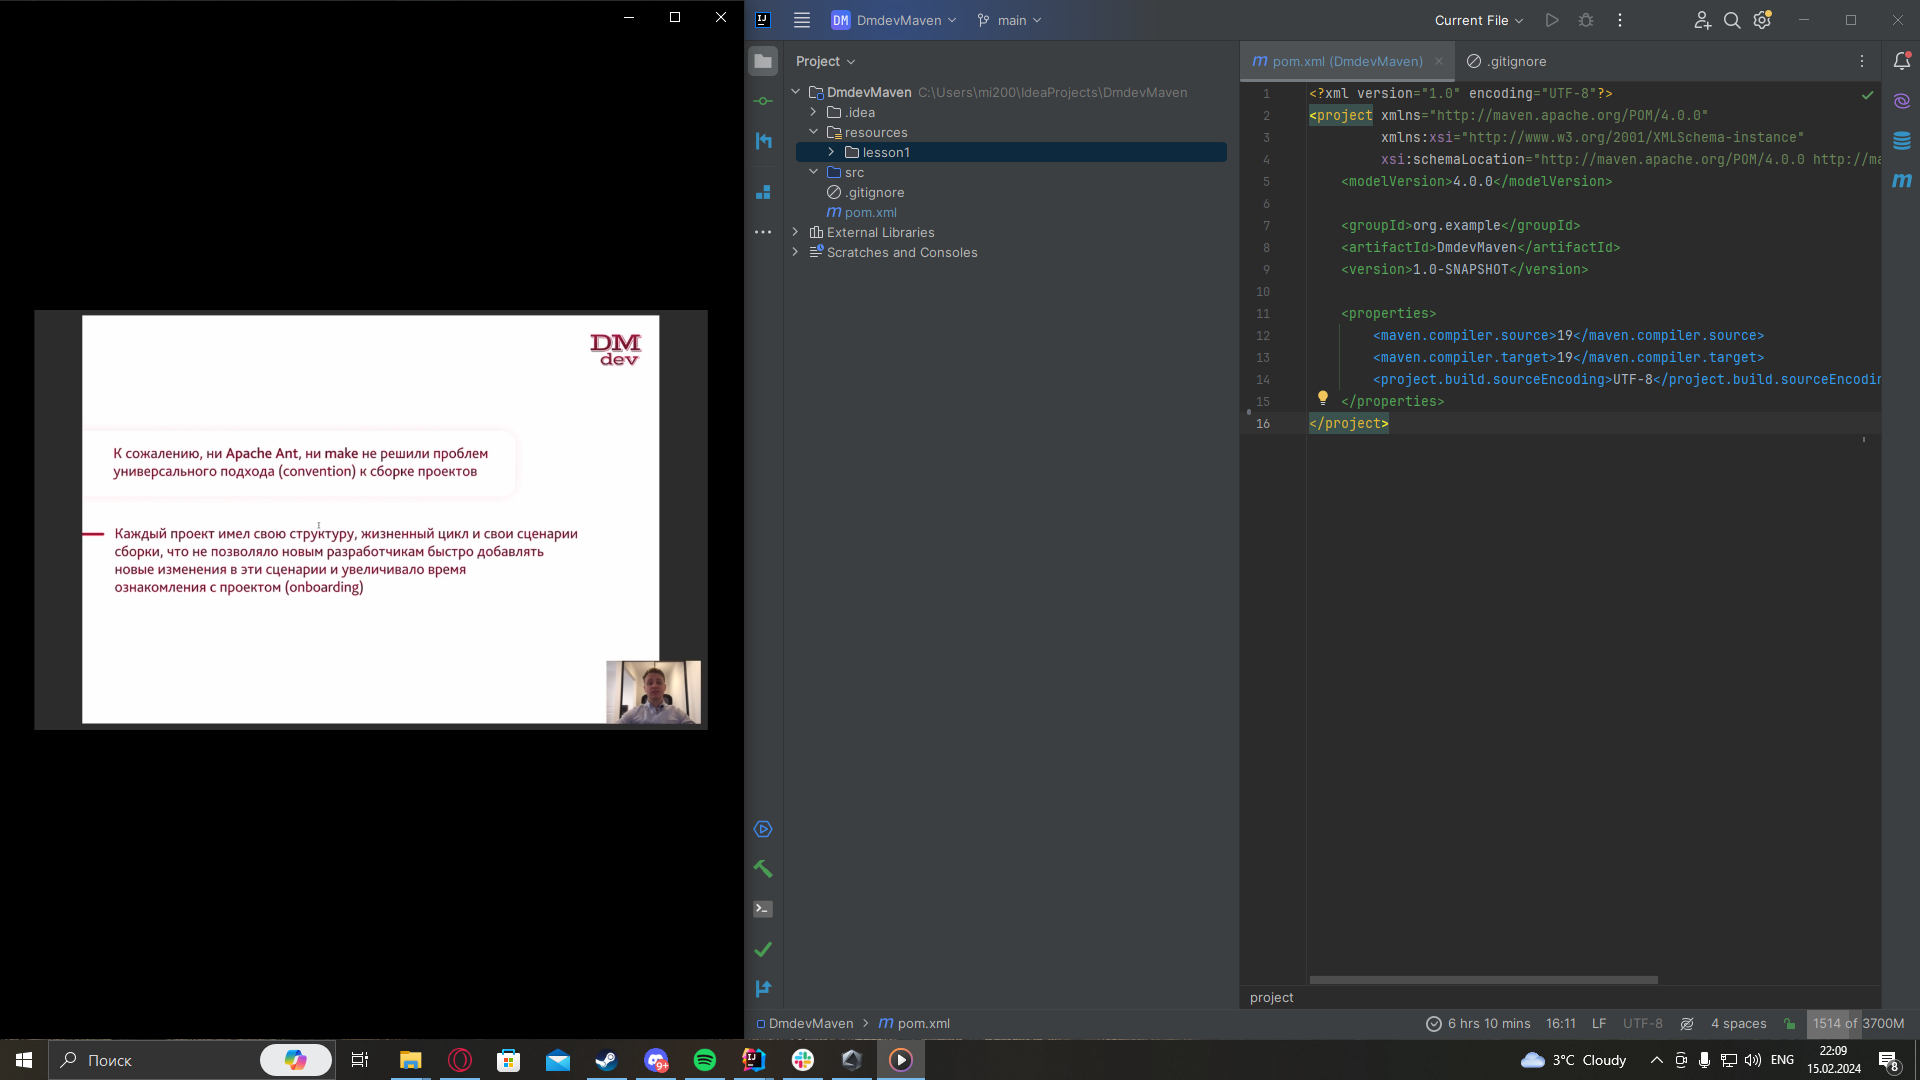 DM
dev
К сожалению, ни Apache Ant, ни make не решили проблем
универсального подхода (convention) к сборке проектов
Каждый проект имел свою структуру, жизненный цикл и свои сценарии
сборки, что не позволяло новым разработчикам быстро добавлять
новые изменения в эти сценарии и увеличивало время
ознакомления с проектом (onboarding)
DM DmdevMaven main
Current File
Project
DmdevMaven C:\Users\mi200\IdeaProjects\DmdevMaven
.idea
resources
lesson1
src
.gitignore
pom.xml
External Libraries
Scratches and Consoles
pom.xml (DmdevMaven) .gitignore
1 <?xml version="1.0" encoding="UTF-8"?>
2 <project xmlns="http://maven.apache.org/POM/4.0.0"
3 xmlns:xsi="http://www.w3.org/2001/XMLSchema-instance"
4 xsi:schemaLocation="http://maven.apache.org/POM/4.0.0 http://ma
5 <modelVersion>4.0.0</modelVersion>
6
7 <groupId>org.example</groupId>
8 <artifactId>DmdevMaven</artifactId>
9 <version>1.0-SNAPSHOT</version>
10
11 <properties>
12 <maven.compiler.source>19</maven.compiler.source>
13 <maven.compiler.target>19</maven.compiler.target>
14 <project.build.sourceEncoding>UTF-8</project.build.sourceEncodin
15 </properties>
16 </project>
project
DmdevMaven > pom.xml
6 hrs 10 mins 16:11 LF UTF-8 4 spaces 1514 of 3700M
Поиск
9+
3°C Cloudy
ENG
22:09
15.02.2024
8